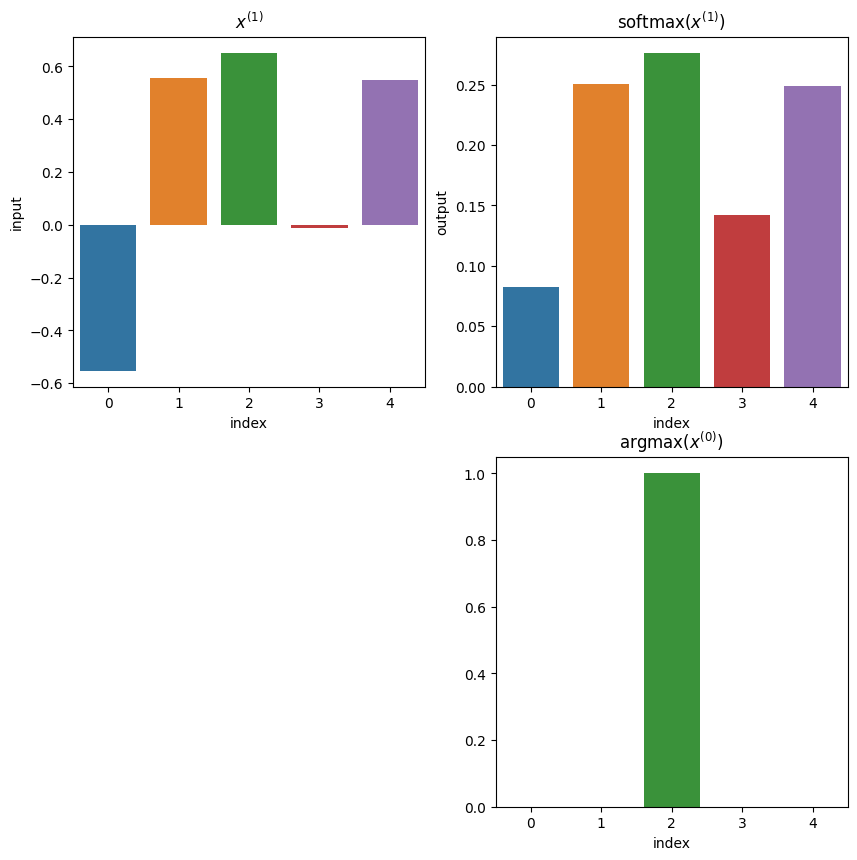 x^(1)
input
0.6
0.4
0.2
0.0
−0.2
−0.4
−0.6
0 1 2 3 4
index
softmax(x^(1))
output
0.25
0.20
0.15
0.10
0.05
0.00
0 1 2 3 4
index
argmax(x^(0))
1.0
0.8
0.6
0.4
0.2
0.0
0 1 2 3 4
index